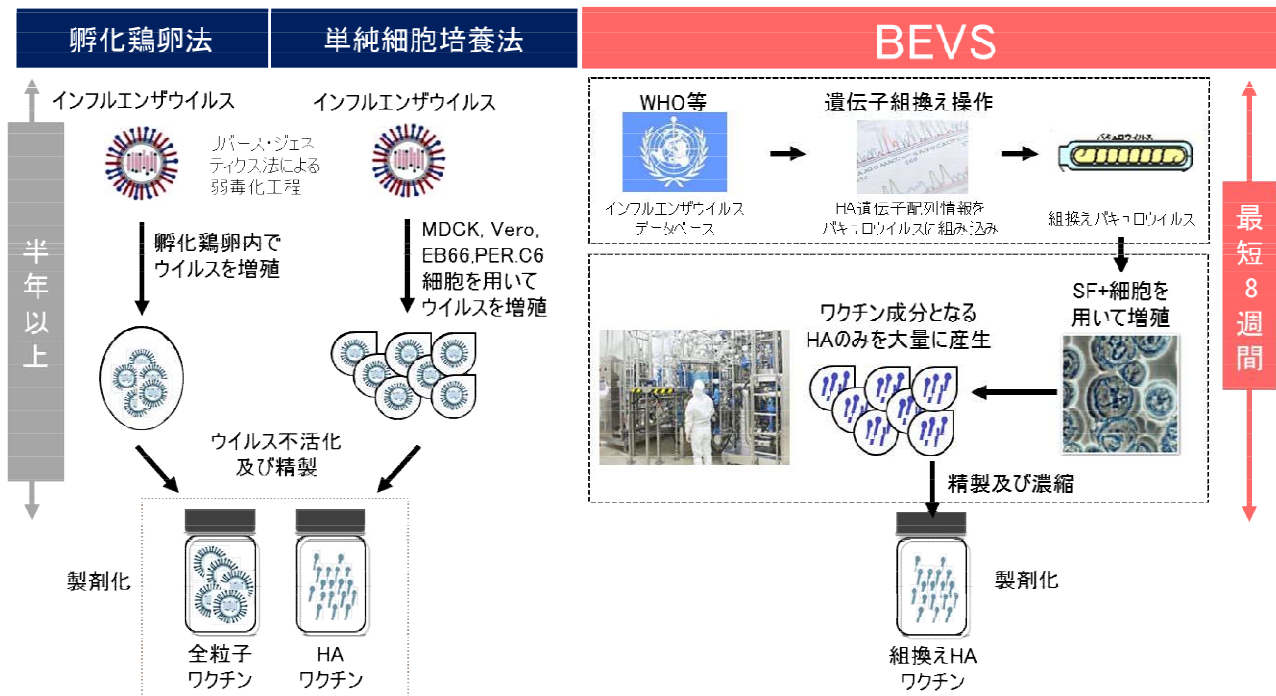 孵化鶏卵法
単純細胞培養法
BEVS
半年以上
インフルエンザウイルス
リバース・ジェネ
ティクス法による
弱毒化工程
孵化鶏卵内で
ウイルスを増殖
インフルエンザウイルス
MDCK, Vero,
EB66,PER.C6
細胞を用いて
ウイルスを増殖
ウイルス不活化
及び精製
製剤化
全粒子
ワクチン
HA
ワクチン
WHO等
インフルエンザウイルス
データベース
遺伝子組換え操作
HA遺伝子配列情報を
バキュロウイルスに組み込み
バキュロウイルス
組換えバキュロウイルス
SF+細胞を
用いて増殖
ワクチン成分となる
HAのみを大量に産生
精製及び濃縮
製剤化
組換えHA
ワクチン
最短8週間